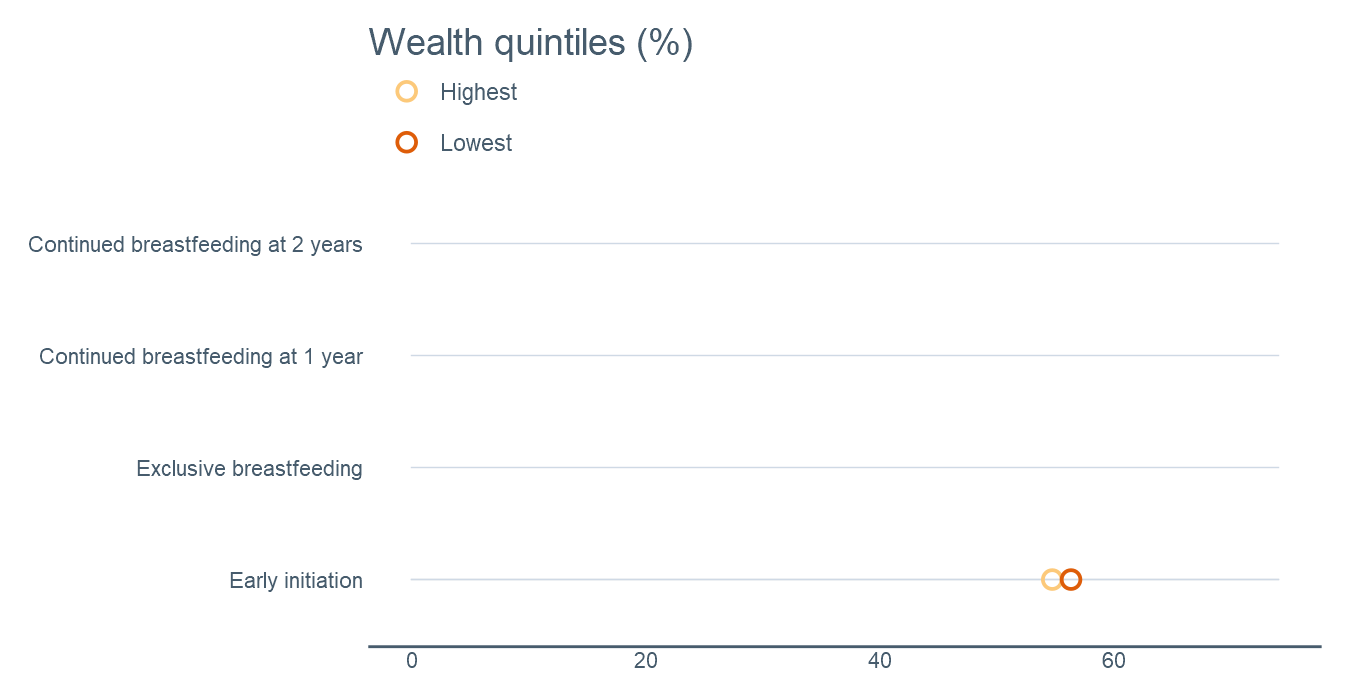 Wealth quintiles (%)
Highest
Lowest
Continued breastfeeding at 2 years
Continued breastfeeding at 1 year
Exclusive breastfeeding
Early initiation
0 20 40 60